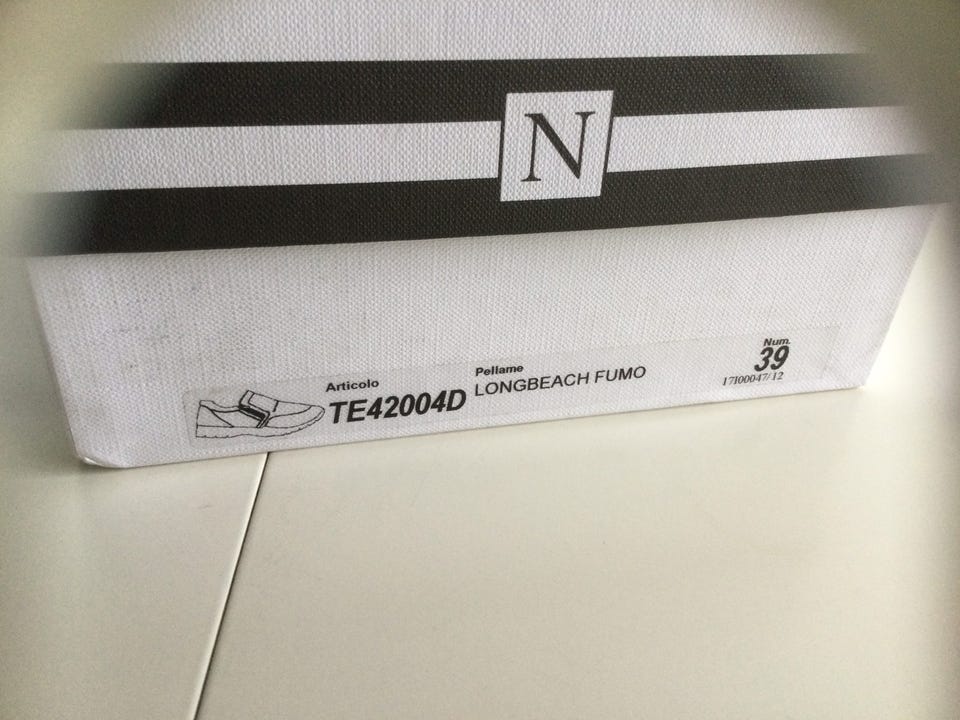 N
Articolo
TE42004D
Pellame
LONGBEACH FUMO
Num.
39
17I00047/12